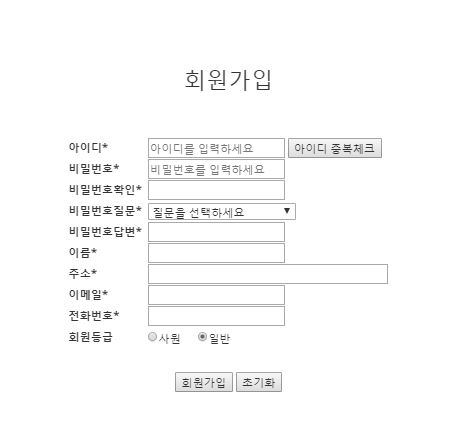 회원가입
아이디* 아이디를 입력하세요 아이디 중복체크
비밀번호* 비밀번호를 입력하세요
비밀번호확인*
비밀번호질문* 질문을 선택하세요
비밀번호답변*
이름*
주소*
이메일*
전화번호*
회원등급 사원 일반
회원가입 초기화